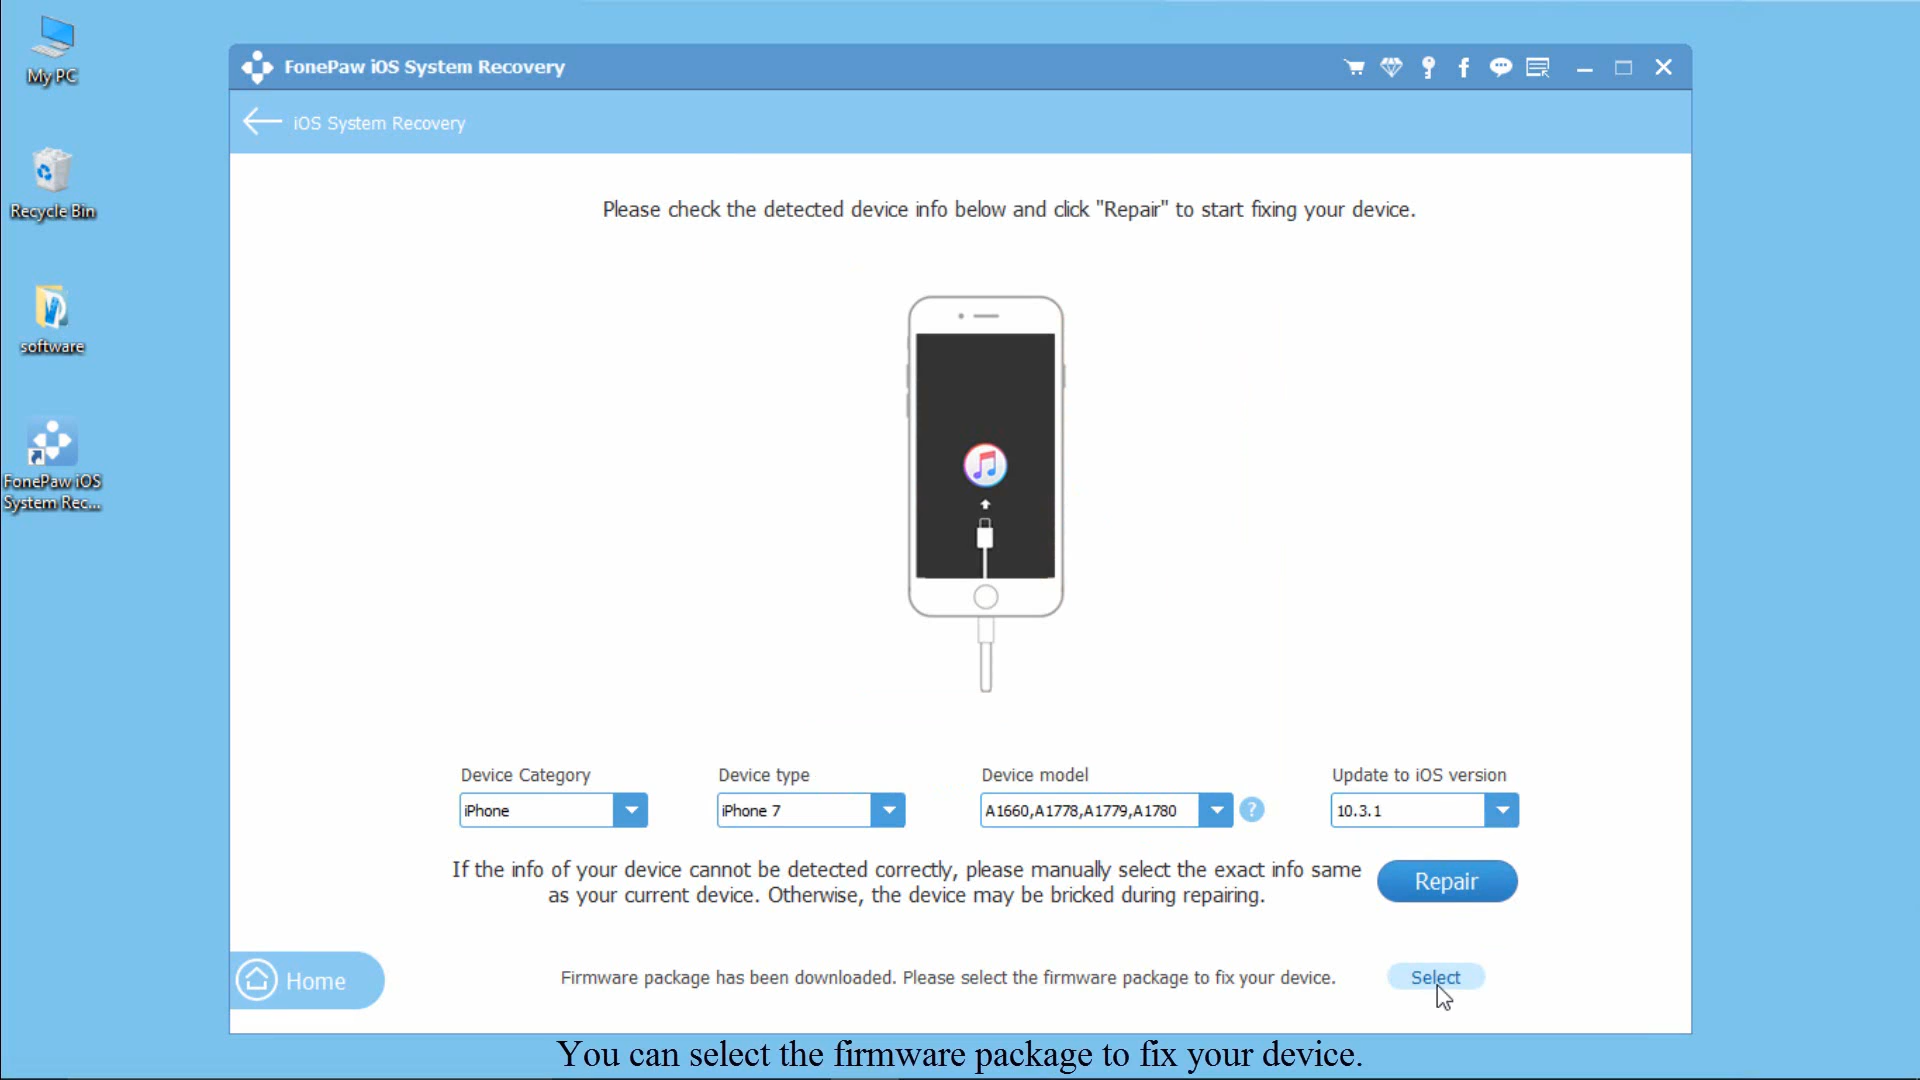 My PC
Recycle Bin
software
FonePaw iOS
System Rec...
FonePaw iOS System Recovery
iOS System Recovery
Please check the detected device info below and click "Repair" to start fixing your device.
Device Category
Device type
Device model
Update to iOS version
iPhone
iPhone 7
A1660,A1778,A1779,A1780
?
10.3.1
If the info of your device cannot be detected correctly, please manually select the exact info same
as your current device. Otherwise, the device may be bricked during repairing.
Repair
Home
Firmware package has been downloaded. Please select the firmware package to fix your device.
Select
You can select the firmware package to fix your device.